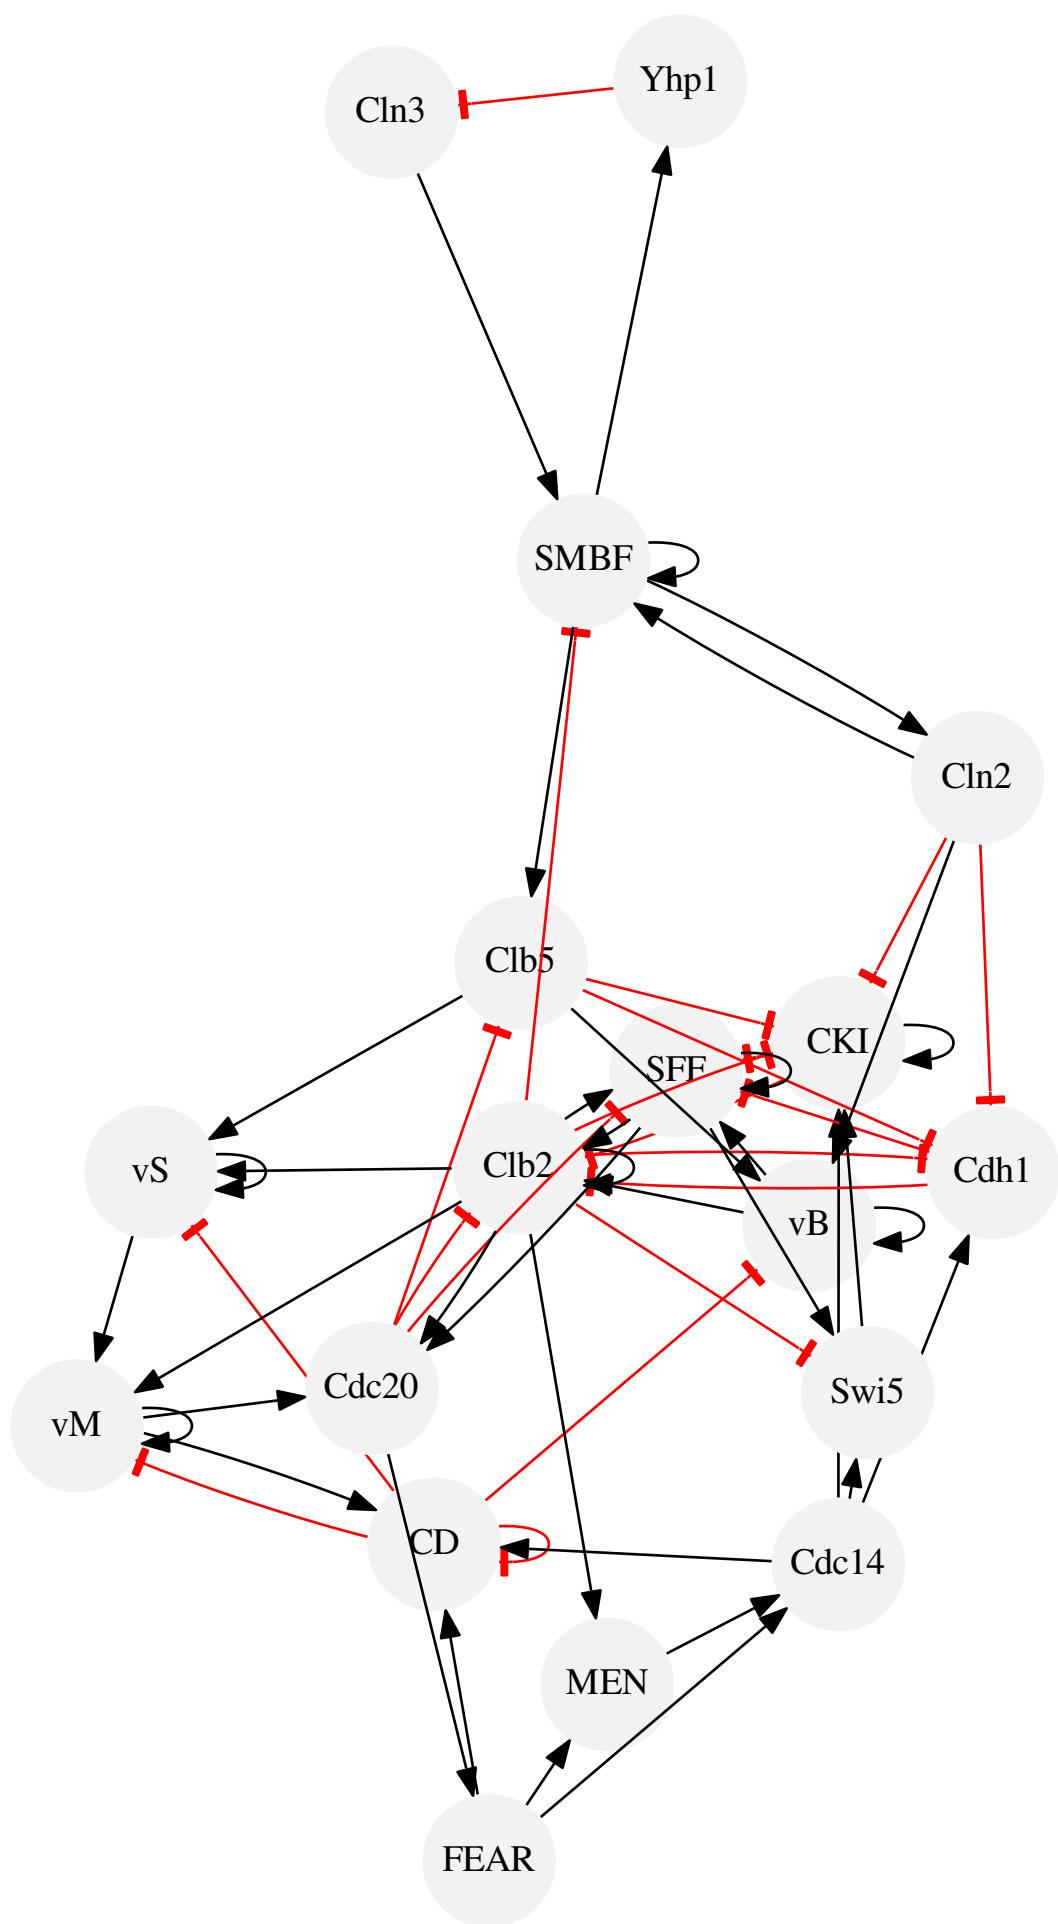 Yhp1
Cln3
SMBF
Cln2
Clb5
CKI
SFF
Clb2
vS
Cdh1
vB
Cdc20
Swi5
vM
CD
Cdc14
MEN
FEAR